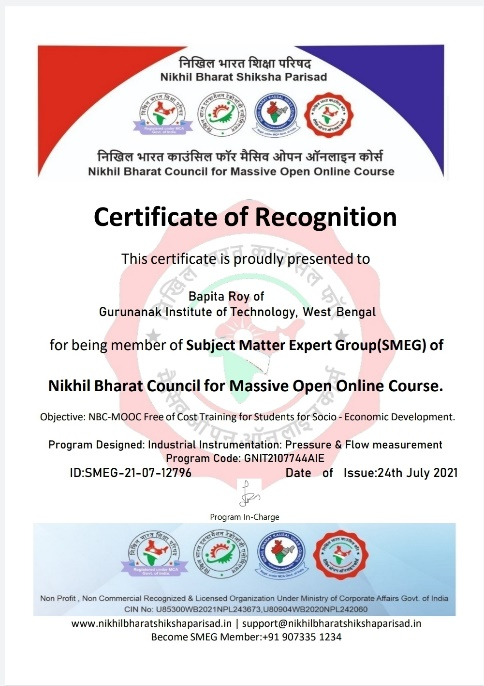 निखिल भारत शिक्षा परिषद
Nikhil Bharat Shiksha Parisad
निखिल भारत काउंसिल फॉर मैसिव ओपन ऑनलाइन कोर्स
Nikhil Bharat Council for Massive Open Online Course
Certificate of Recognition
This certificate is proudly presented to
Bapita Roy of
Gurunanak Institute of Technology, West Bengal
for being member of Subject Matter Expert Group(SMEG) of
Nikhil Bharat Council for Massive Open Online Course.
Objective: NBC-MOOC Free of Cost Training for Students for Socio - Economic Development.
Program Designed: Industrial Instrumentation: Pressure & Flow measurement
Program Code: GNIT2107744AIE
ID:SMEG-21-07-12796 Date of Issue:24th July 2021
Program In-Charge
Non Profit , Non Commercial Recognized & Licensed Organization Under Ministry of Corporate Affairs Govt. of India
CIN No: U85300WB2021NPL243673,U80904WB2020NPL242060
www.nikhilbharatshikshaparisad.in | support@nikhilbharatshikshaparisad.in
Become SMEG Member:+91 907335 1234